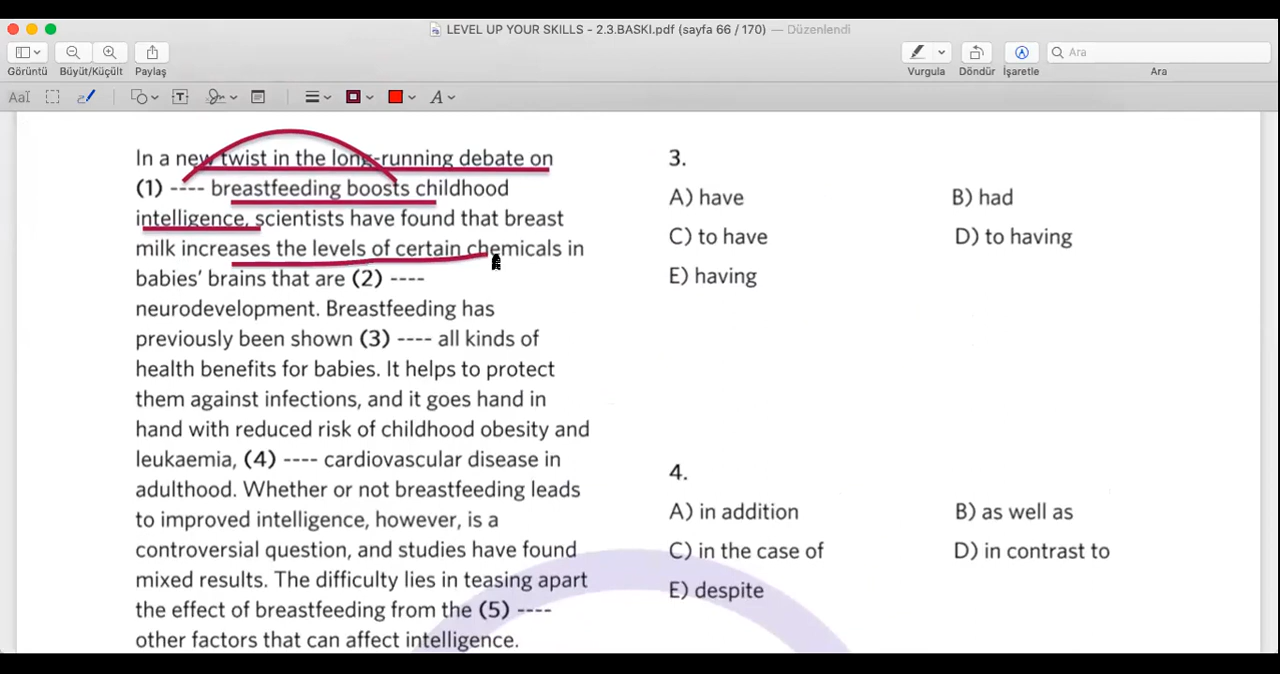 LEVEL UP YOUR SKILLS - 2.3.BASKI.pdf (sayfa 66 / 170) — Düzenlendi
Görüntü
Büyüt/Küçült
Paylaş
Vurgula
Döndür
İşaretle
Ara
Ara
In a new twist in the long-running debate on
(1) ---- breastfeeding boosts childhood
intelligence, scientists have found that breast
milk increases the levels of certain chemicals in
babies' brains that are (2) ----
neurodevelopment. Breastfeeding has
previously been shown (3) ---- all kinds of
health benefits for babies. It helps to protect
them against infections, and it goes hand in
hand with reduced risk of childhood obesity and
leukaemia, (4) ---- cardiovascular disease in
adulthood. Whether or not breastfeeding leads
to improved intelligence, however, is a
controversial question, and studies have found
mixed results. The difficulty lies in teasing apart
the effect of breastfeeding from the (5) ----
other factors that can affect intelligence.
3.
A) have B) had
C) to have D) to having
E) having
4.
A) in addition B) as well as
C) in the case of D) in contrast to
E) despite